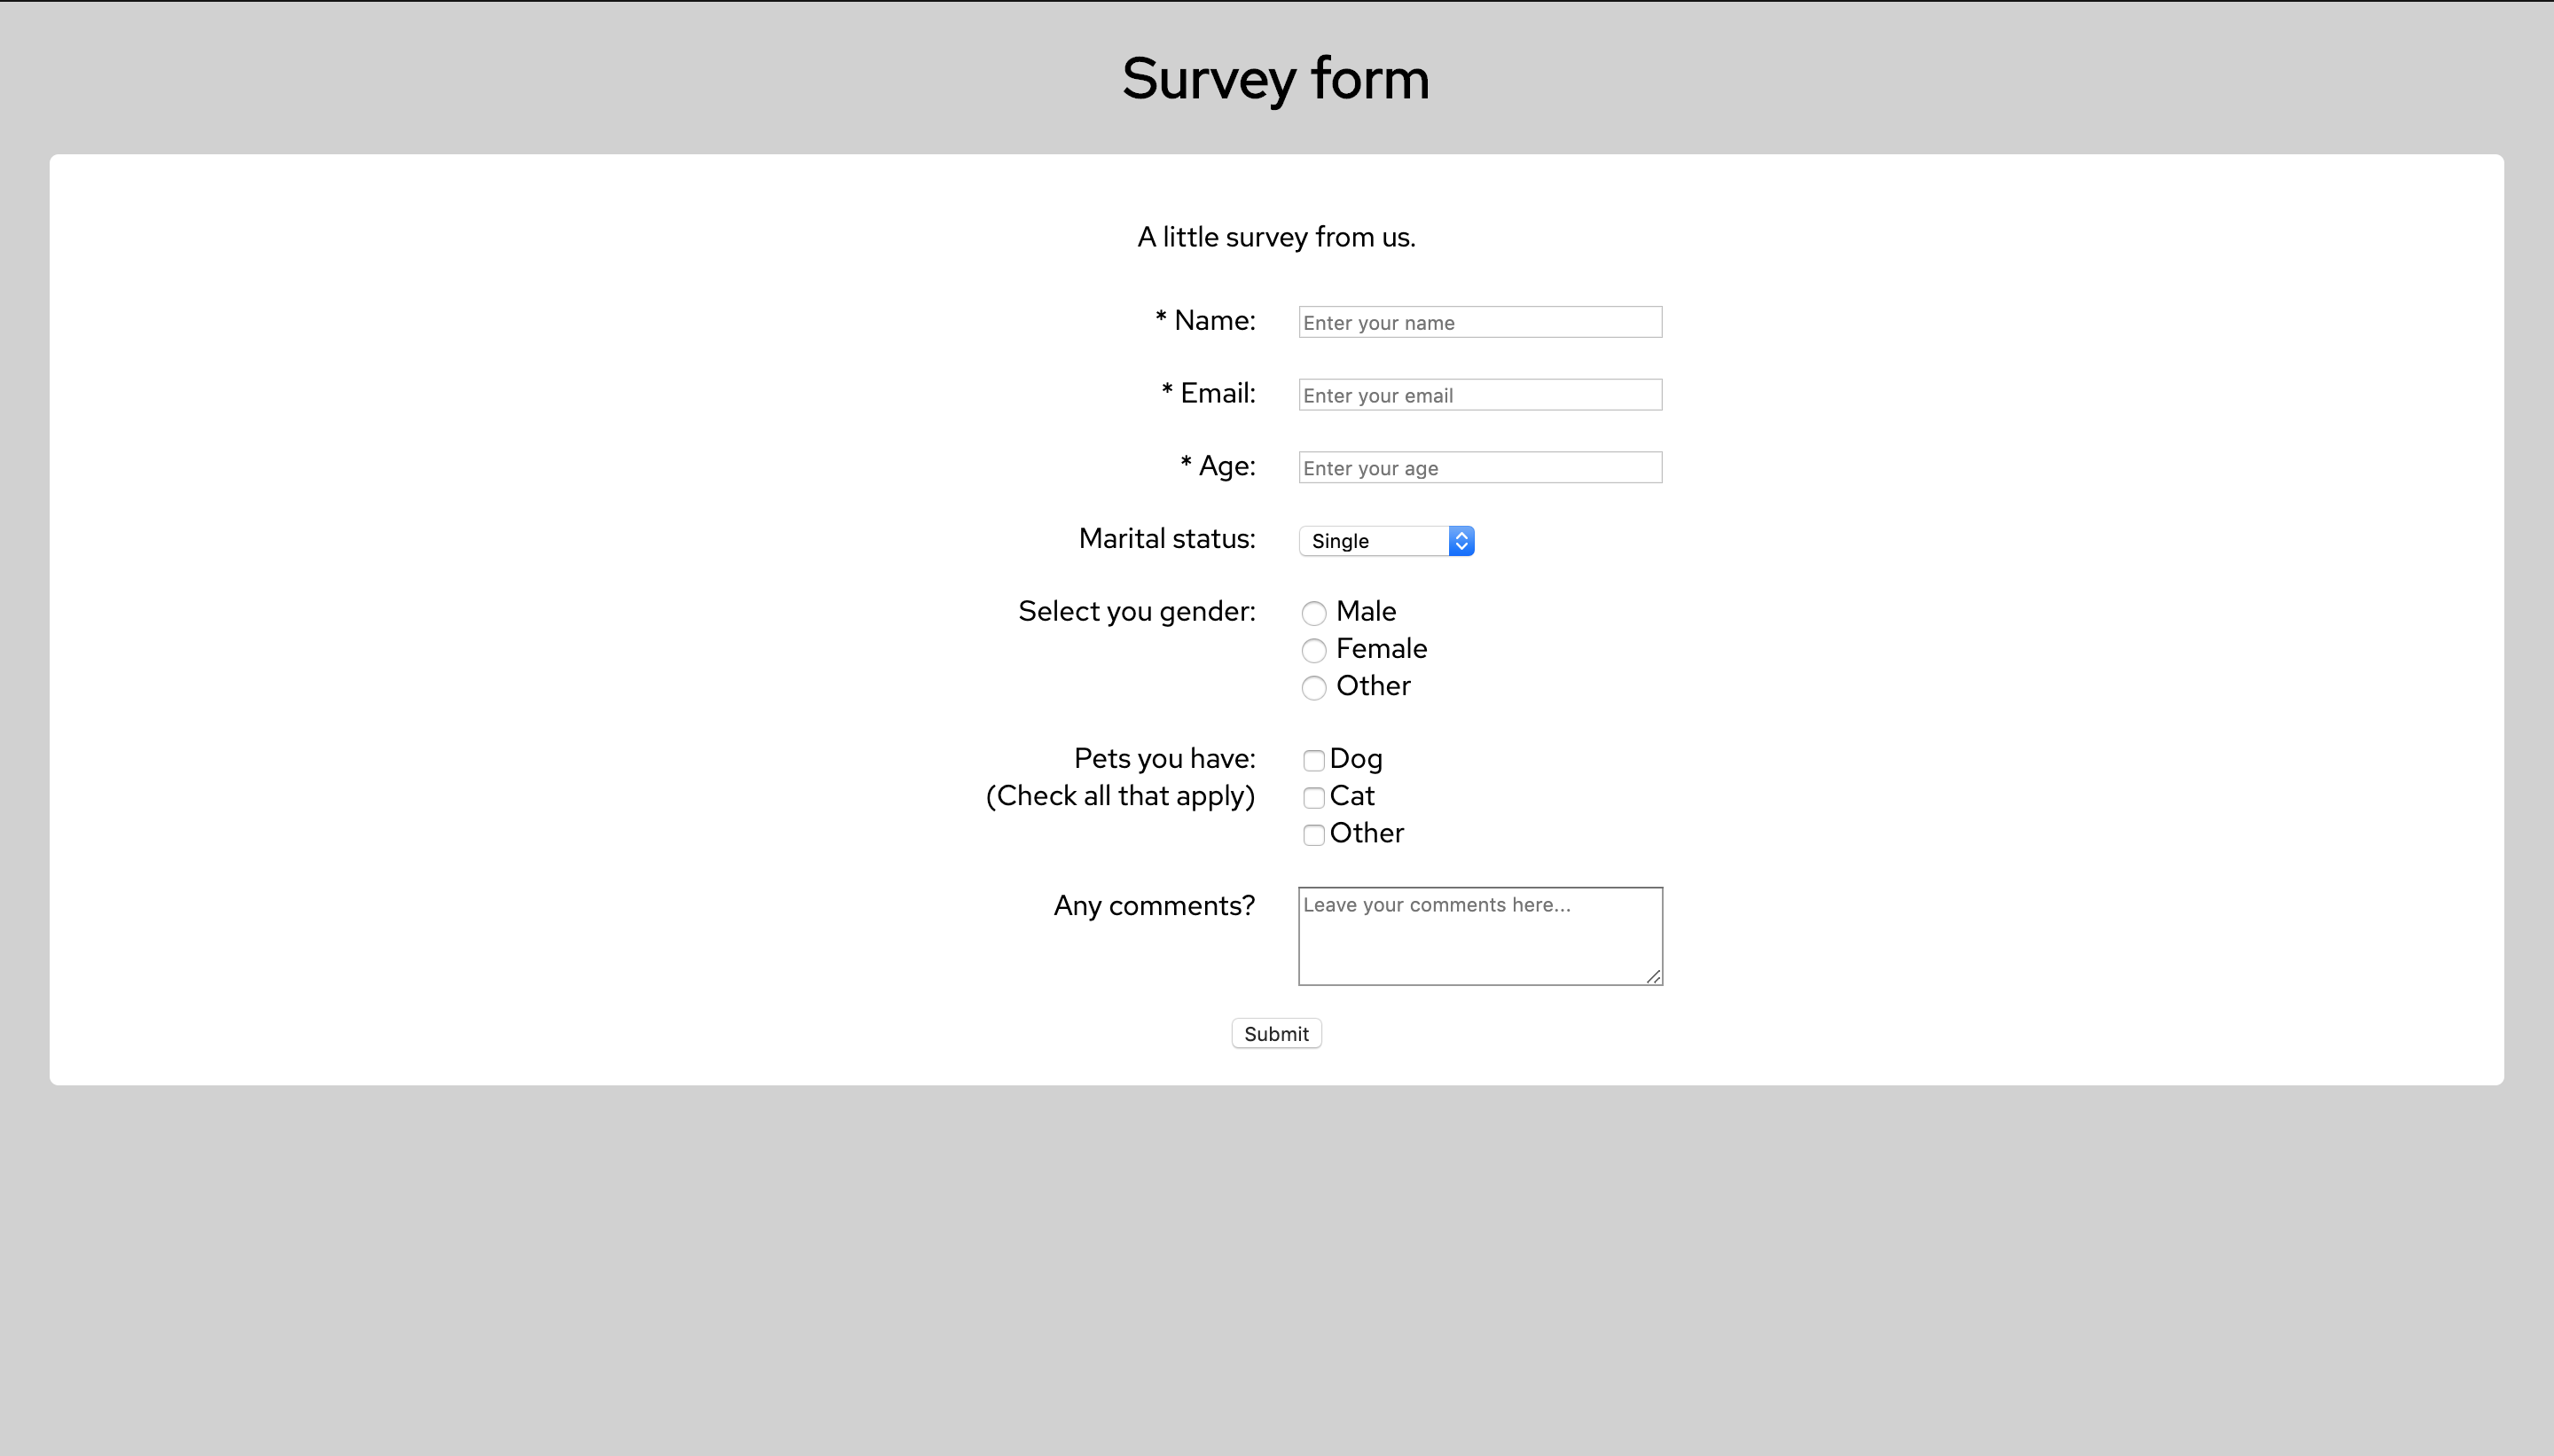 Survey form
A little survey from us.
* Name: Enter your name
* Email: Enter your email
* Age: Enter your age
Marital status: Single
Select you gender: Male
Female
Other
Pets you have: Dog
(Check all that apply) Cat
Other
Any comments? Leave your comments here...
Submit